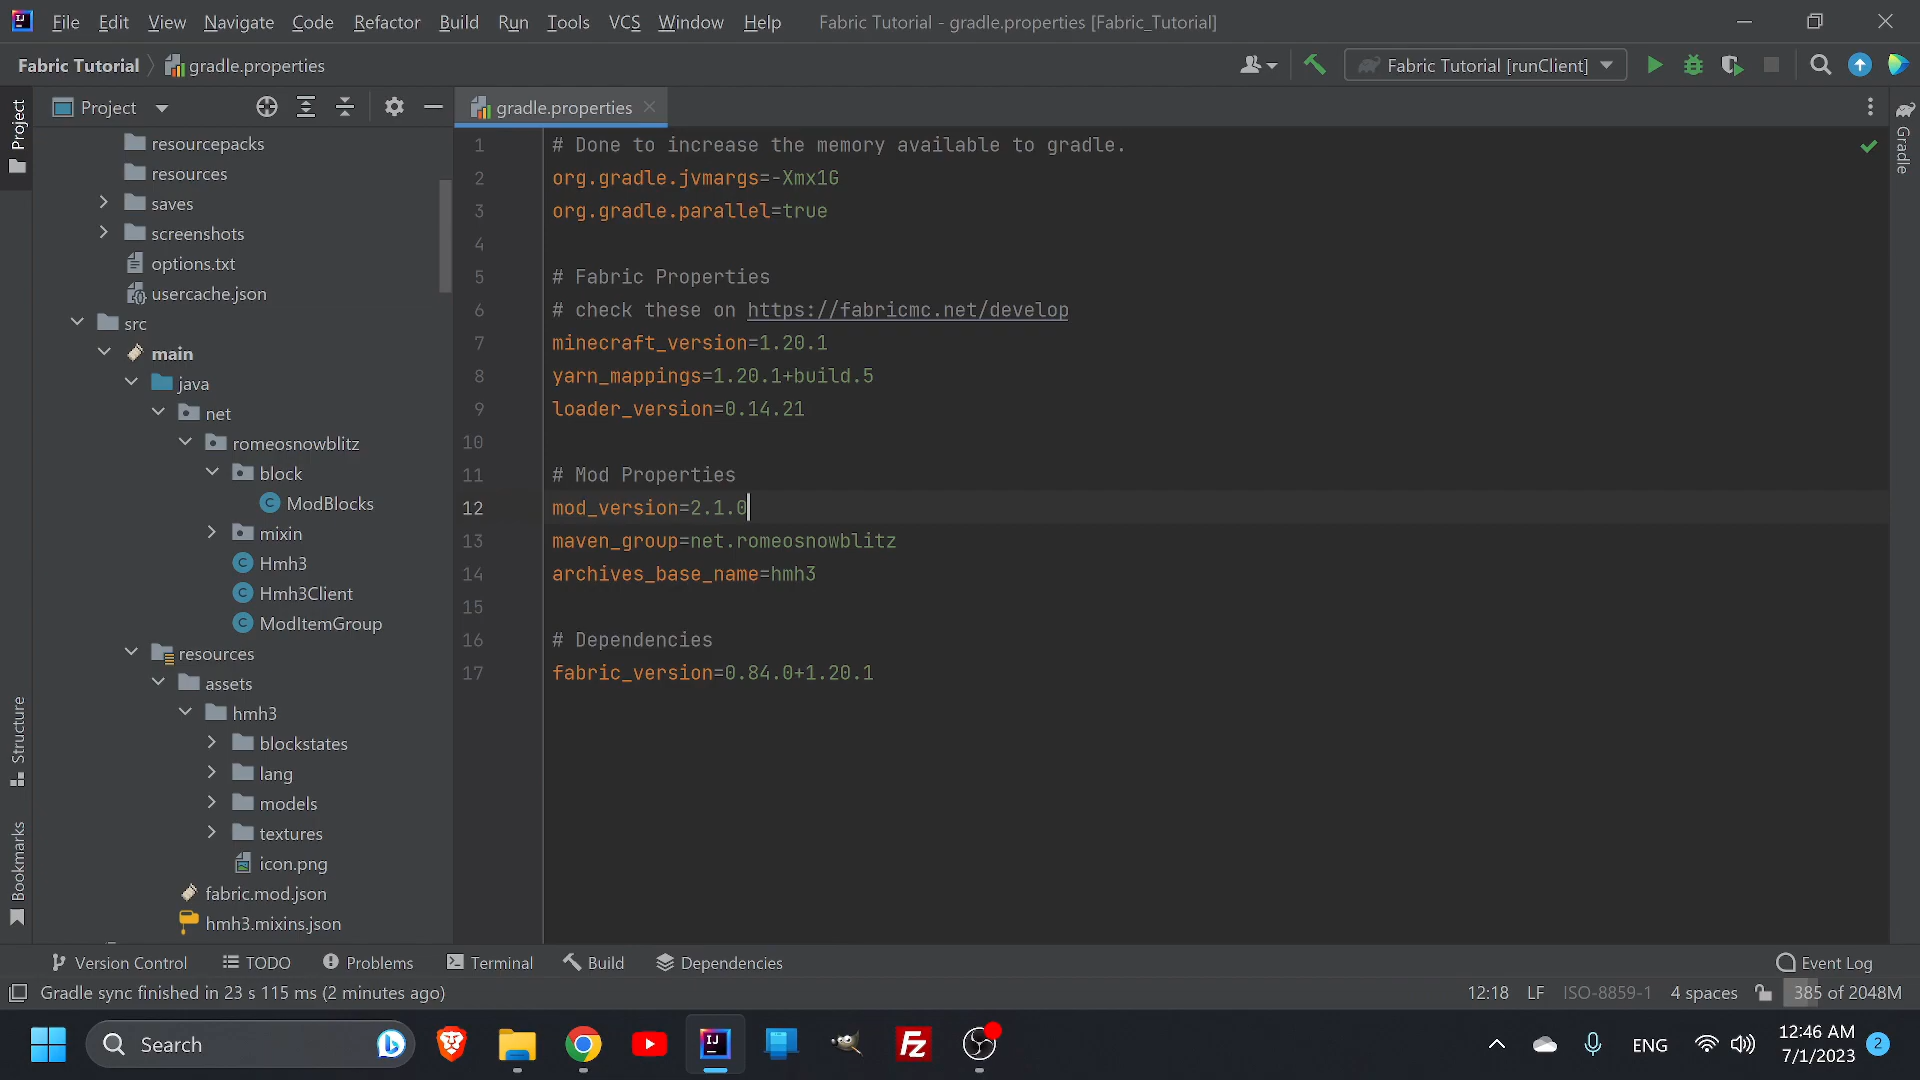 File Edit View Navigate Code Refactor Build Run Tools VCS Window Help Fabric Tutorial - gradle.properties [Fabric_Tutorial]
Fabric Tutorial gradle.properties Fabric Tutorial [runClient]
Project
Project
gradle.properties
Gradle
resourcepacks
resources
saves
screenshots
options.txt
usercache.json
src
main
java
net
romeosnowblitz
block
ModBlocks
mixin
Hmh3
Hmh3Client
ModItemGroup
resources
assets
hmh3
blockstates
lang
models
textures
icon.png
fabric.mod.json
hmh3.mixins.json
Structure
Bookmarks
1 # Done to increase the memory available to gradle.
2 org.gradle.jvmargs=-Xmx1G
3 org.gradle.parallel=true
4
5 # Fabric Properties
6 # check these on https://fabricmc.net/develop
7 minecraft_version=1.20.1
8 yarn_mappings=1.20.1+build.5
9 loader_version=0.14.21
10
11 # Mod Properties
12 mod_version=2.1.0
13 maven_group=net.romeosnowblitz
14 archives_base_name=hmh3
15
16 # Dependencies
17 fabric_version=0.84.0+1.20.1
Version Control TODO Problems Terminal Build Dependencies Event Log
Gradle sync finished in 23 s 115 ms (2 minutes ago) 12:18 LF ISO-8859-1 4 spaces 385 of 2048M
Search ENG 12:46 AM
7/1/2023 2